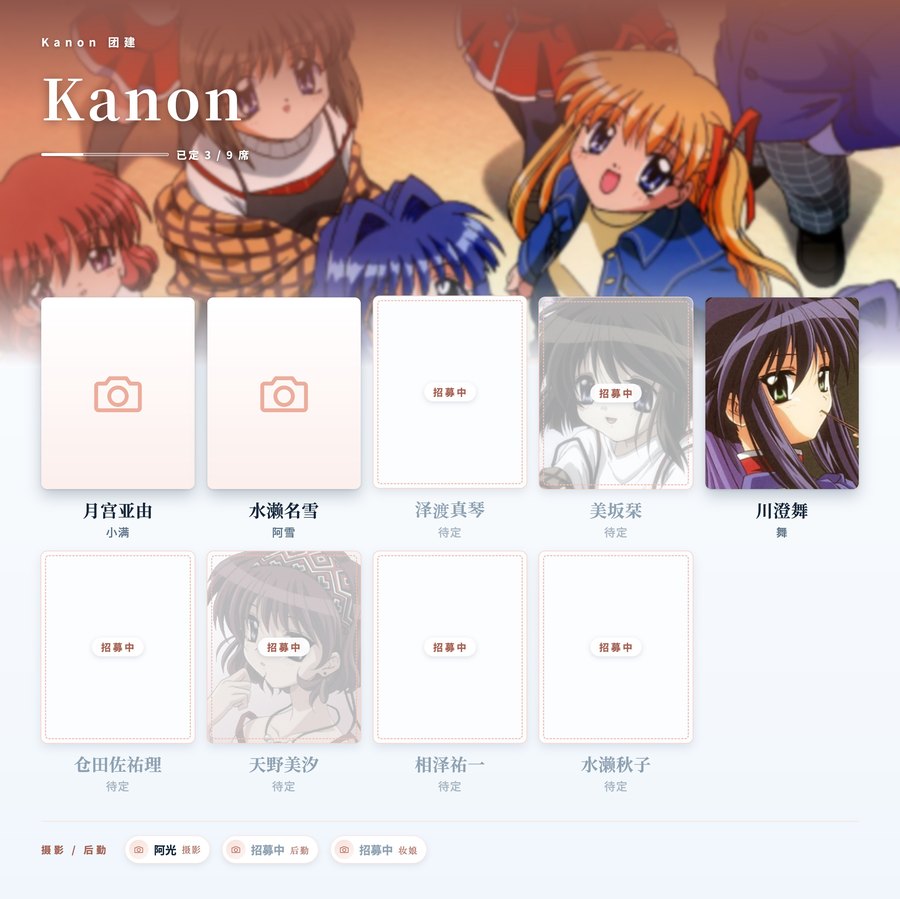 Kanon 团建
Kanon
已定 3 / 9 席
招募中
招募中
月宫亚由
水濑名雪
泽渡真琴
美坂栞
川澄舞
小满
阿雪
待定
待定
舞
招募中
招募中
招募中
招募中
仓田佐祐理
天野美汐
相泽祐一
水濑秋子
待定
待定
待定
待定
摄影 / 后勤
阿光 摄影
招募中 后勤
招募中 妆娘